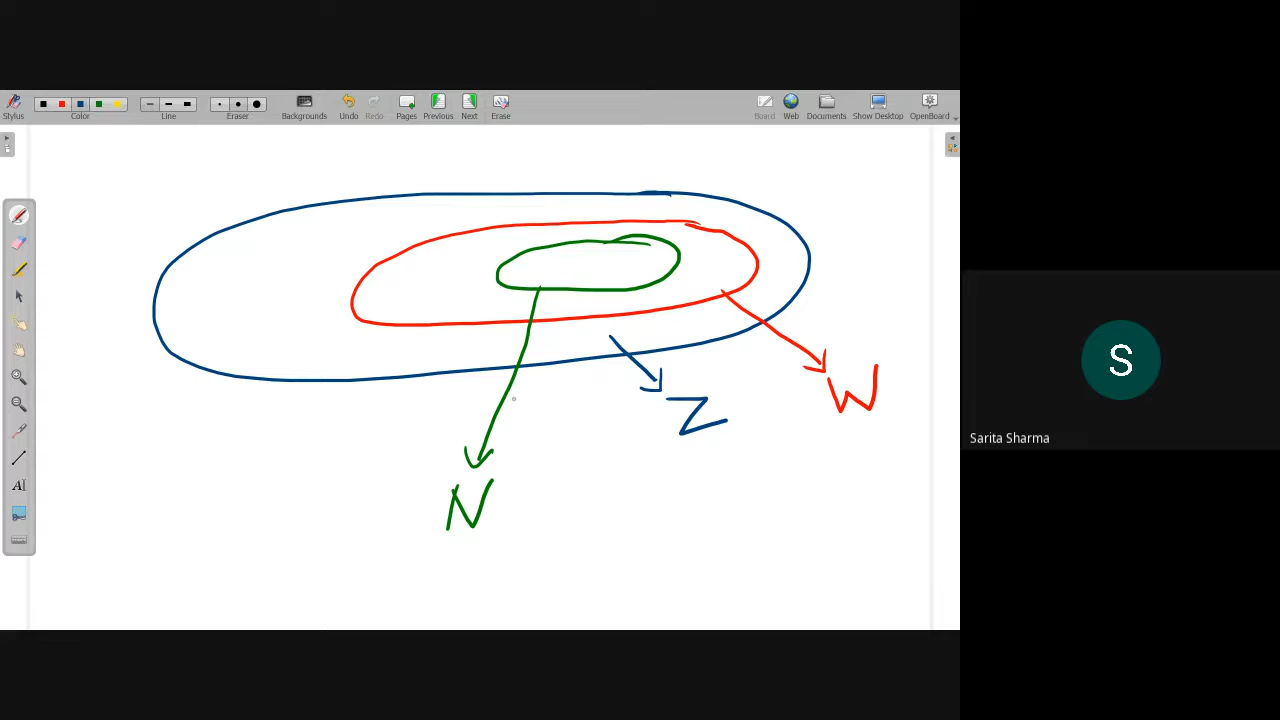 Stylus
Color
Line
Eraser
Backgrounds
Undo
Redo
Pages
Previous
Next
Erase
Board
Web
Documents
Show Desktop
OpenBoard
Z
W
N
A
S
Sarita Sharma